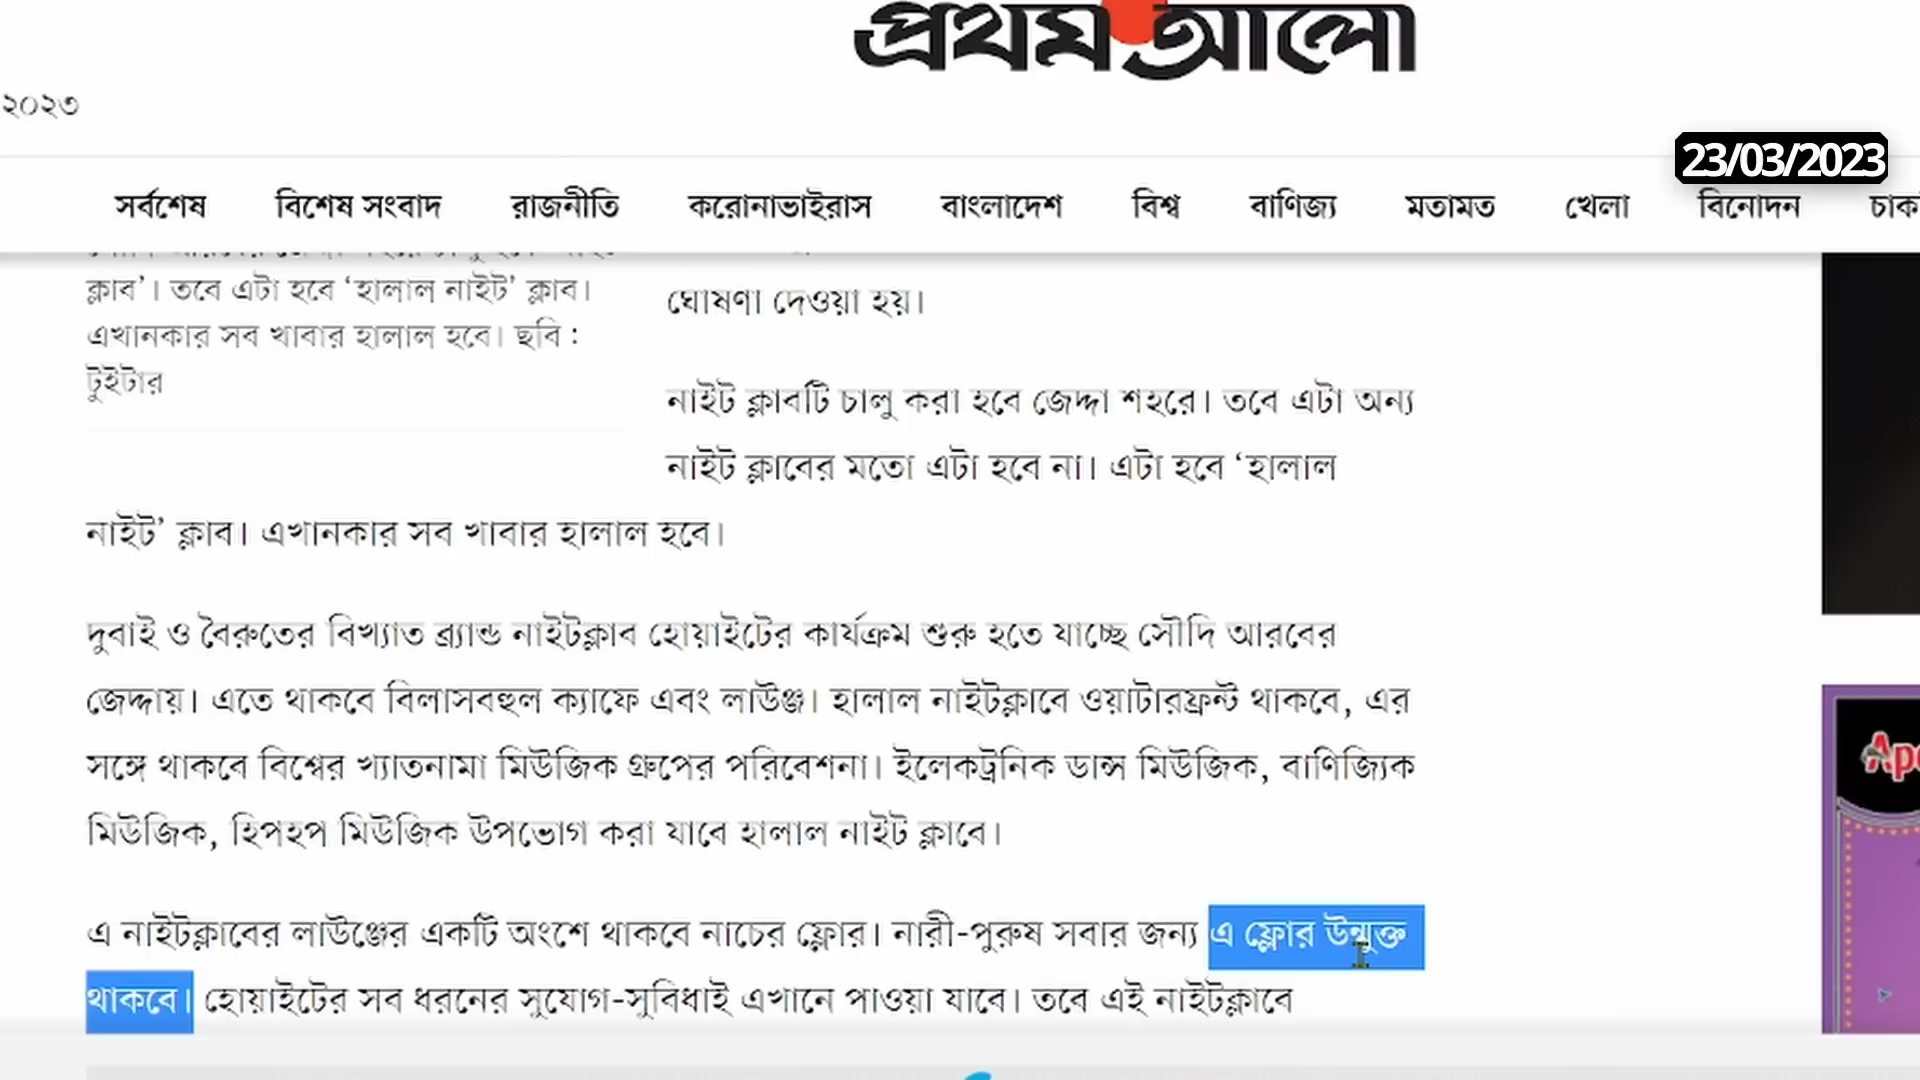 প্রথম আলো
২০২৩
23/03/2023
সর্বশেষ বিশেষ সংবাদ রাজনীতি করোনাভাইরাস বাংলাদেশ বিশ্ব বাণিজ্য মতামত খেলা বিনোদন চাক
ক্লাব’। তবে এটা হবে ‘হালাল নাইট’ ক্লাব।
এখানকার সব খাবার হালাল হবে। ছবি :
টুইটার
ঘোষণা দেওয়া হয়।
নাইট ক্লাবটি চালু করা হবে জেদ্দা শহরে। তবে এটা অন্য
নাইট ক্লাবের মতো এটা হবে না। এটা হবে ‘হালাল
নাইট’ ক্লাব। এখানকার সব খাবার হালাল হবে।
দুবাই ও বৈরুতের বিখ্যাত ব্র্যান্ড নাইটক্লাব হোয়াইটের কার্যক্রম শুরু হতে যাচ্ছে সৌদি আরবের
জেদ্দায়। এতে থাকবে বিলাসবহুল ক্যাফে এবং লাউঞ্জ। হালাল নাইটক্লাবে ওয়াটারফ্রন্ট থাকবে, এর
সঙ্গে থাকবে বিশ্বের খ্যাতনামা মিউজিক গ্রুপের পরিবেশনা। ইলেকট্রনিক ডান্স মিউজিক, বাণিজ্যিক
মিউজিক, হিপহপ মিউজিক উপভোগ করা যাবে হালাল নাইট ক্লাবে।
এ নাইটক্লাবের লাউঞ্জের একটি অংশে থাকবে নাচের ফ্লোর। নারী-পুরুষ সবার জন্য এ ফ্লোর উন্মুক্ত
থাকবে। হোয়াইটের সব ধরনের সুযোগ-সুবিধাই এখানে পাওয়া যাবে। তবে এই নাইটক্লাবে